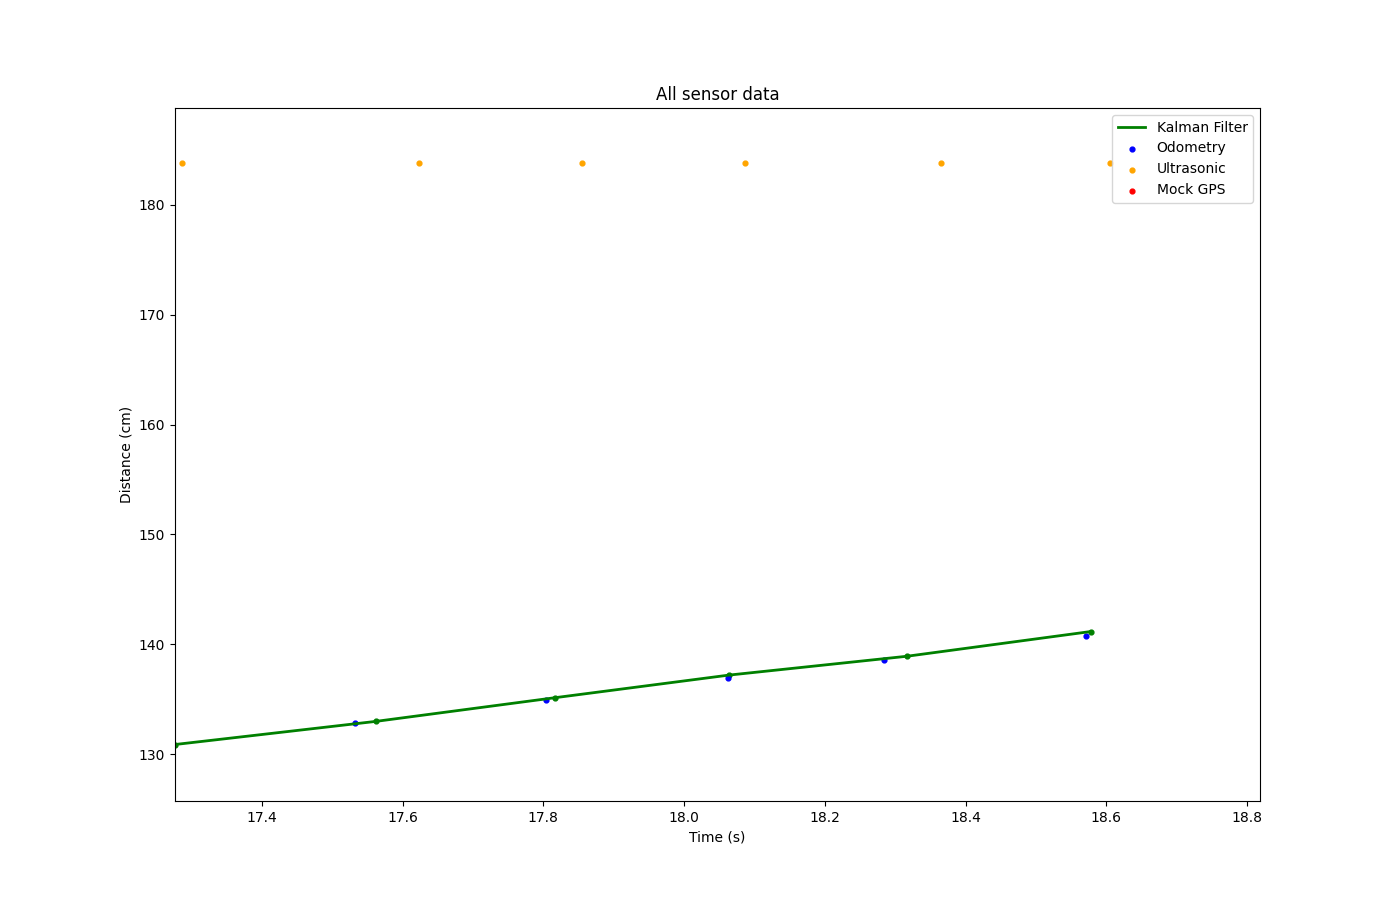 All sensor data
Kalman Filter
Odometry
Ultrasonic
Mock GPS
180
170
160
150
140
130
Distance (cm)
17.4 17.6 17.8 18.0 18.2 18.4 18.6 18.8
Time (s)